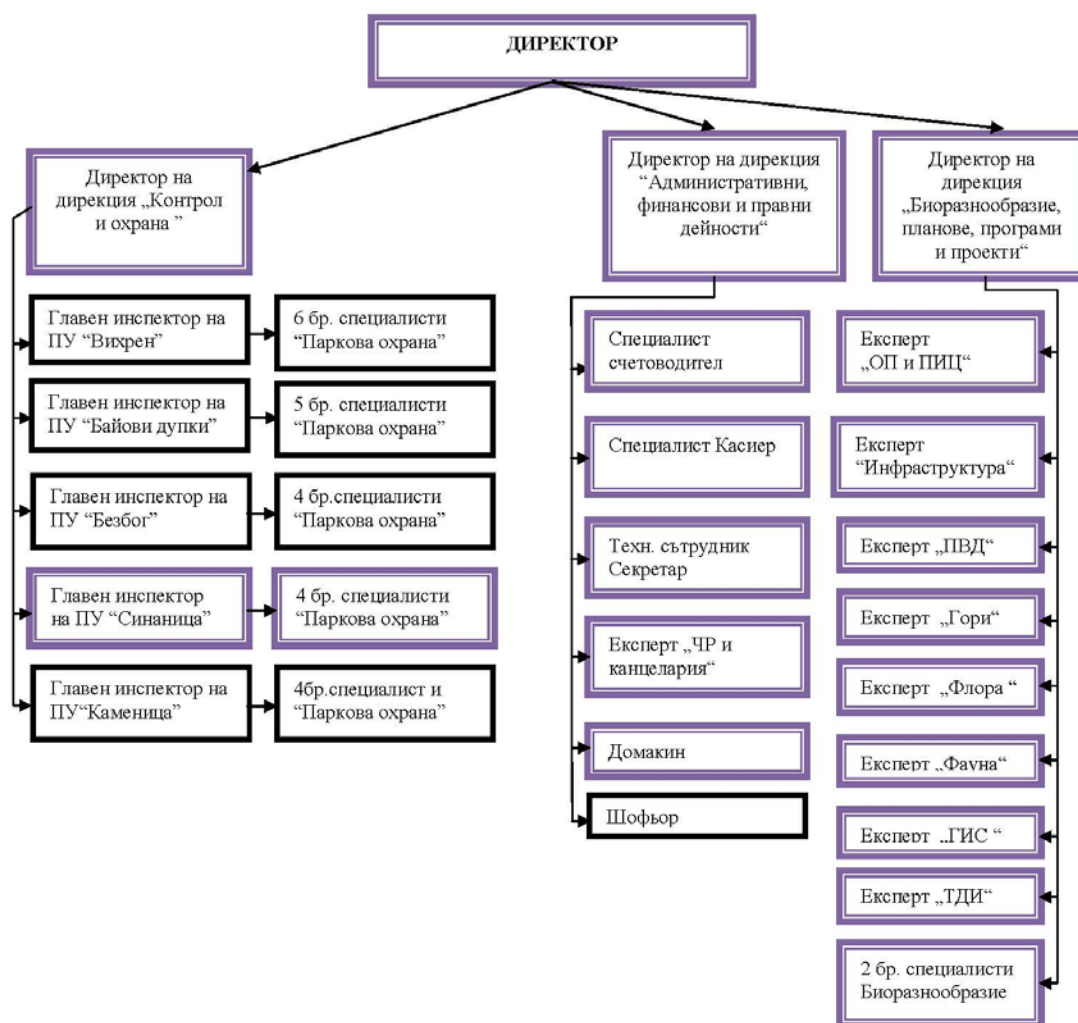 ДИРЕКТОР
Директор на
дирекция „Контрол
и охрана ”
Директор на дирекция
“Административни,
финансови и правни
дейности“
Директор на
дирекция
„Биоразнообразие,
планове, програми
и проекти“
Главен инспектор на
ПУ “Вихрен”
6 бр. специалисти
“Паркова охрана”
Главен инспектор на
ПУ “Байови дупки”
5 бр. специалисти
“Паркова охрана”
Главен инспектор на
ПУ “Безбог”
4 бр.специалисти
“Паркова охрана”
Главен инспектор
на ПУ “Синаница”
4 бр. специалисти
“Паркова охрана”
Главен инспектор на
ПУ“Каменица”
4бр.специалист и
“Паркова охрана”
Специалист
счетоводител
Специалист Касиер
Техн. сътрудник
Секретар
Експерт „ЧР и
канцелария“
Домакин
Шофьор
Експерт
„ОП и ПИЦ“
Експерт
“Инфраструктура“
Експерт „ПВД“
Експерт „Гори“
Експерт „Флора “
Експерт „Фауна“
Експерт „ГИС “
Експерт „ТДИ“
2 бр. специалисти
Биоразнообразие